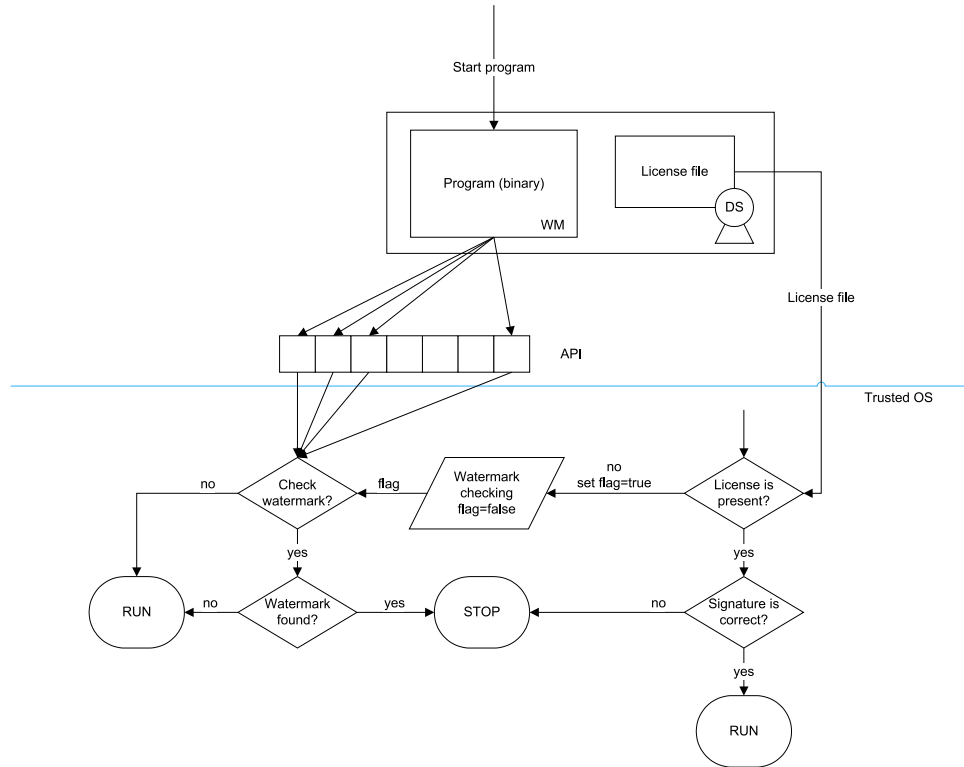 Start program
Program (binary)
WM
License file
DS
License file
API
Trusted OS
no
Check
watermark?
flag
Watermark
checking
flag=false
no
set flag=true
License is
present?
yes
yes
RUN
no
Watermark
found?
yes
STOP
no
Signature is
correct?
yes
RUN